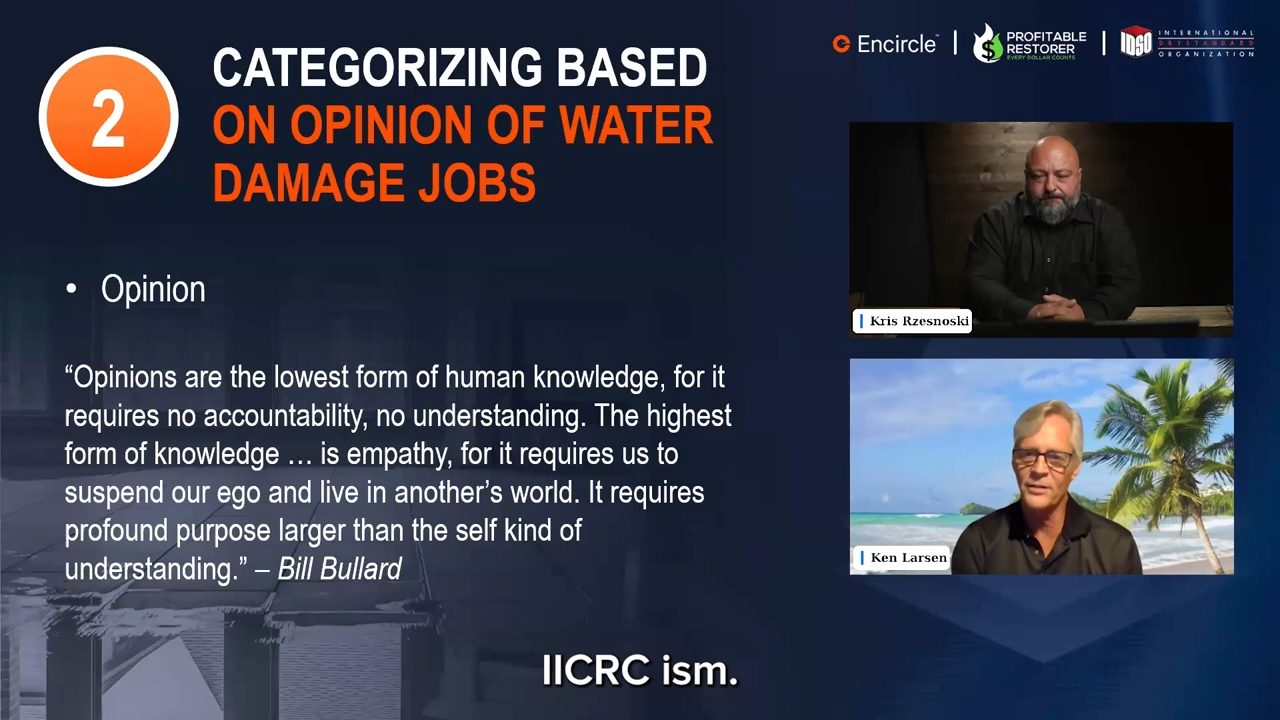 2
CATEGORIZING BASED
ON OPINION OF WATER
DAMAGE JOBS
• Opinion
“Opinions are the lowest form of human knowledge, for it
requires no accountability, no understanding. The highest
form of knowledge … is empathy, for it requires us to
suspend our ego and live in another’s world. It requires
profound purpose larger than the self kind of
understanding.” – Bill Bullard
Encircle
PROFITABLE
RESTORER
EVERY DOLLAR COUNTS
IDSO
INTERNATIONAL
DRYSTANDARD
ORGANIZATION
Kris Rzesnoski
Ken Larsen
IICRC ism.